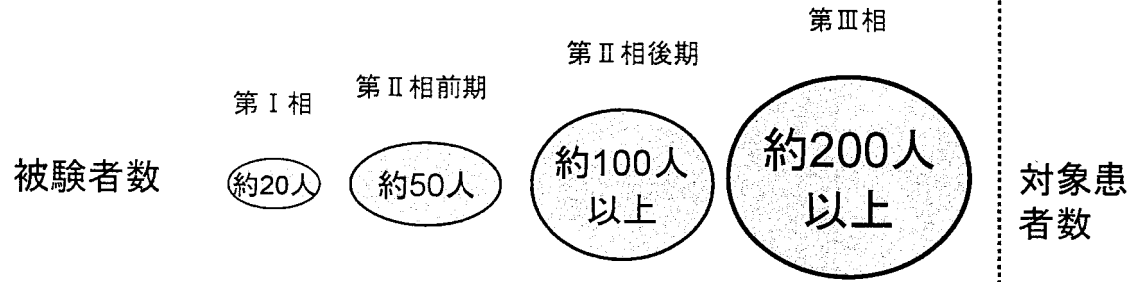 第Ⅰ相
第Ⅱ相前期
第Ⅱ相後期
第Ⅲ相
被験者数
約20人
約50人
約100人
以上
約200人
以上
対象患
者数